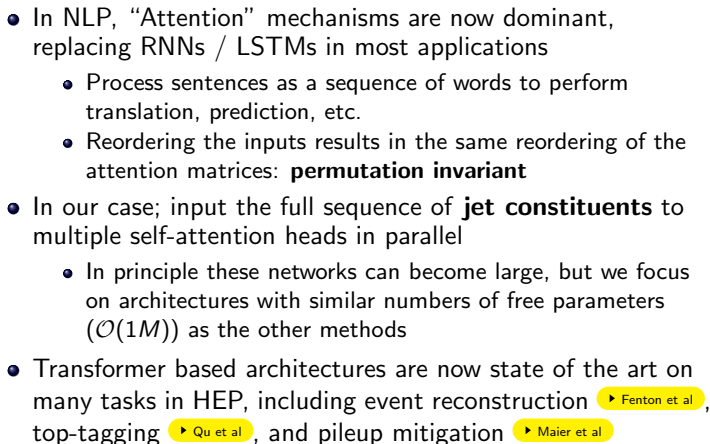 • In NLP, “Attention” mechanisms are now dominant,
replacing RNNs / LSTMs in most applications
• Process sentences as a sequence of words to perform
translation, prediction, etc.
• Reordering the inputs results in the same reordering of the
attention matrices: permutation invariant
• In our case; input the full sequence of jet constituents to
multiple self-attention heads in parallel
• In principle these networks can become large, but we focus
on architectures with similar numbers of free parameters
(𝒪(1M)) as the other methods
• Transformer based architectures are now state of the art on
many tasks in HEP, including event reconstruction ‣ Fenton et al ,
top-tagging ‣ Qu et al , and pileup mitigation ‣ Maier et al